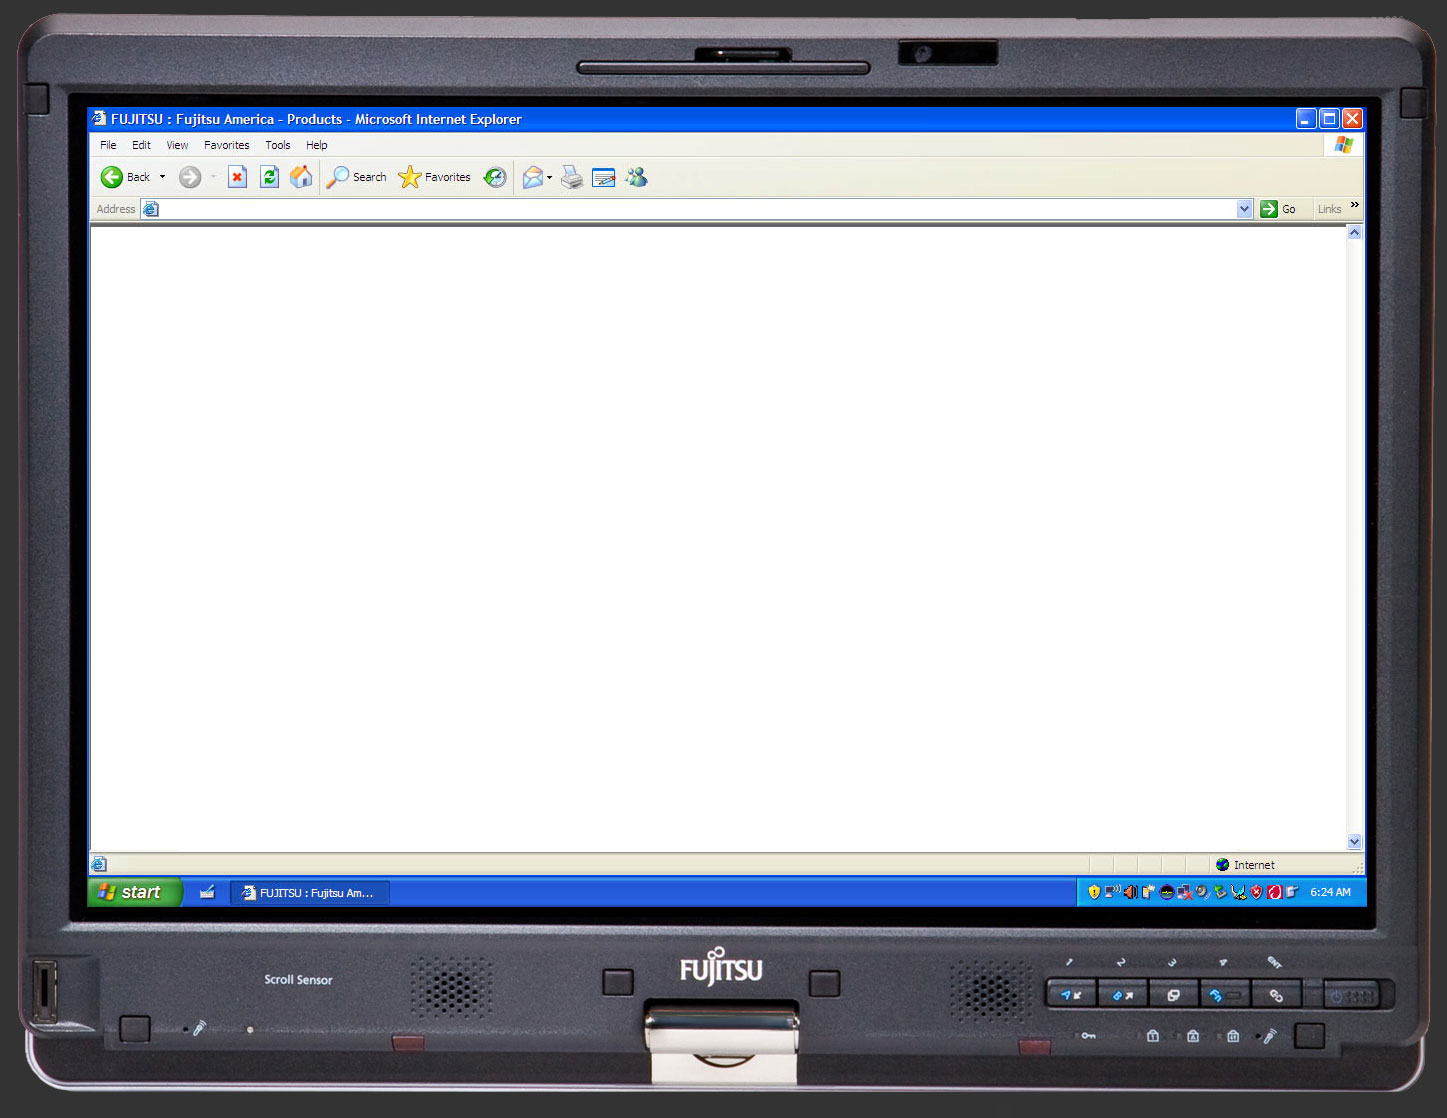 FUJITSU : Fujitsu America - Products - Microsoft Internet Explorer
File Edit View Favorites Tools Help
Back Search Favorites
Address Go Links »
Internet
start FUJITSU : Fujitsu Am... 6:24 AM
FUJITSU
Scroll Sensor
1 2 3 4
A B
1 A